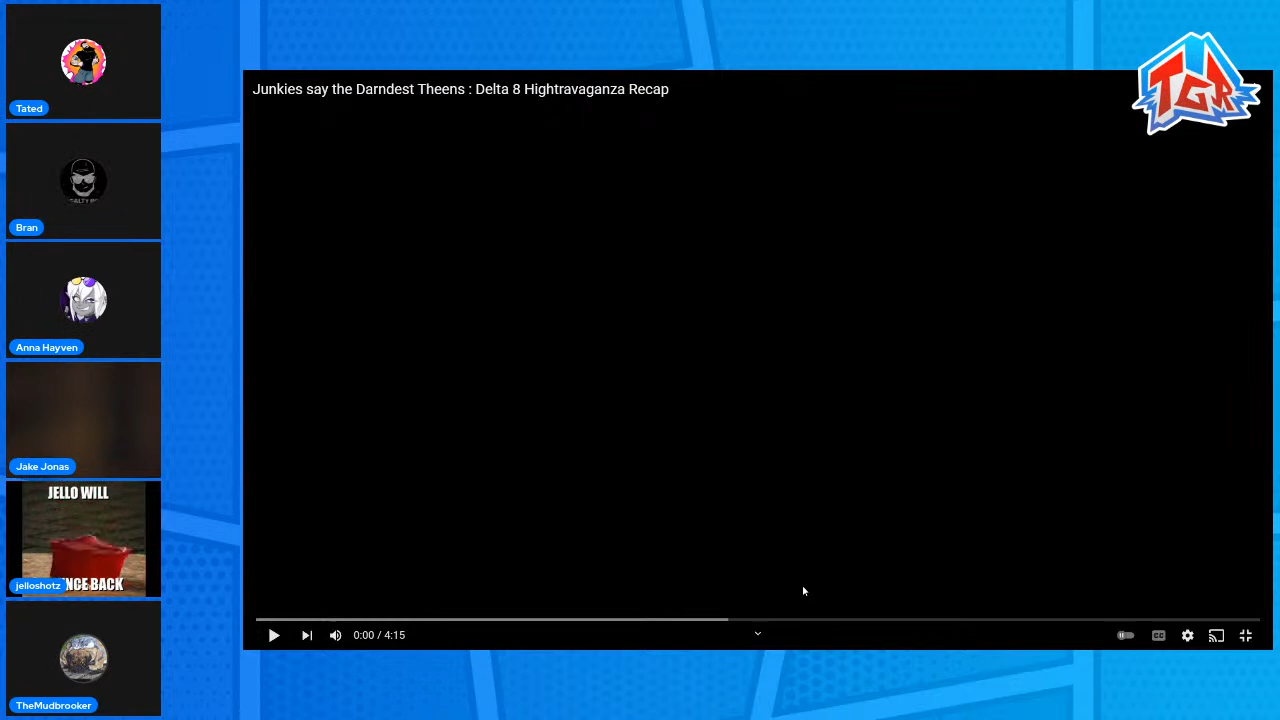 Tated
Bran
Anna Hayven
Jake Jonas
JELLO WILL
NCE BACK
jelloshotz
TheMudbrooker
Junkies say the Darndest Theens : Delta 8 Hightravaganza Recap
TGR
0:00 / 4:15
CC